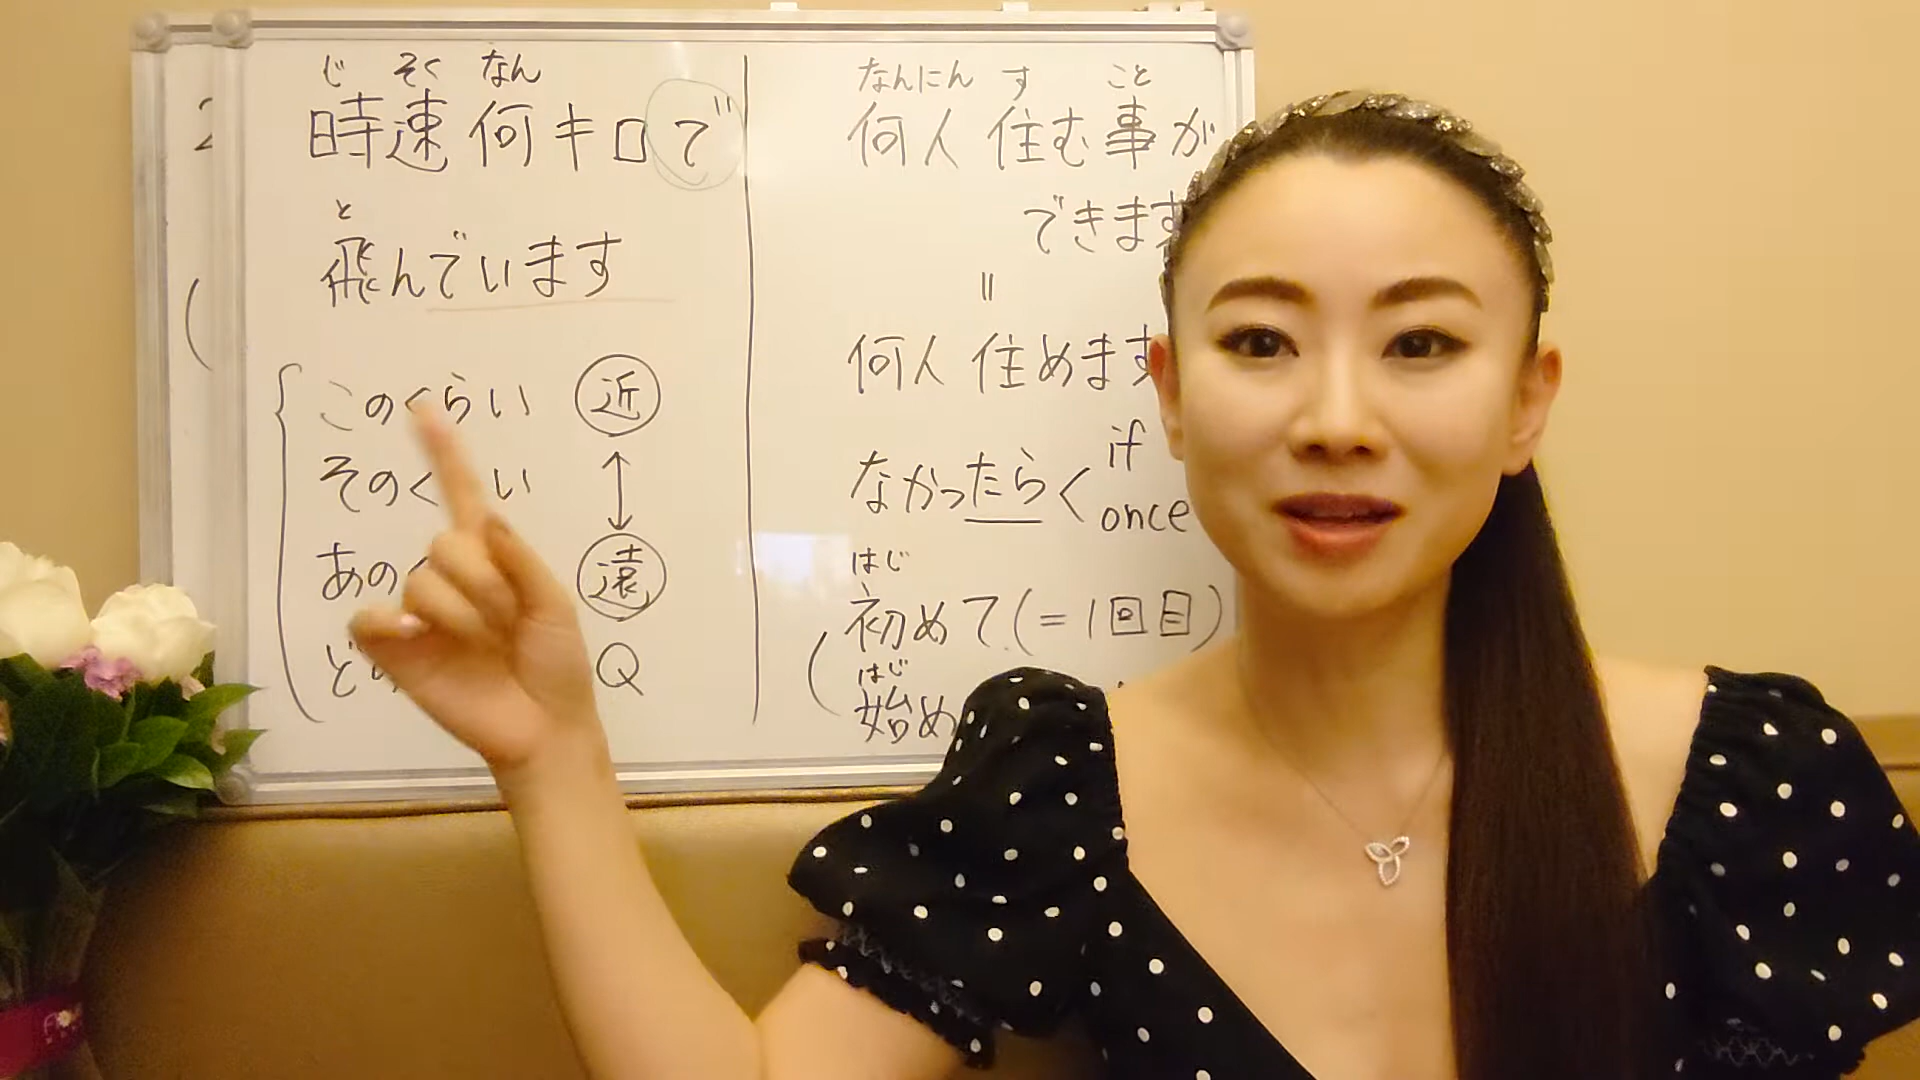 じ そく なん
時速何キロで
と
飛んでいます
このくらい 近
そのく い
あのく 遠
ど Q
なんにん す こと
何人住む事が
できます
=
何人住めます
なかったら< if
once
はじ
初めて(=1回目)
はじ
始め
2
(